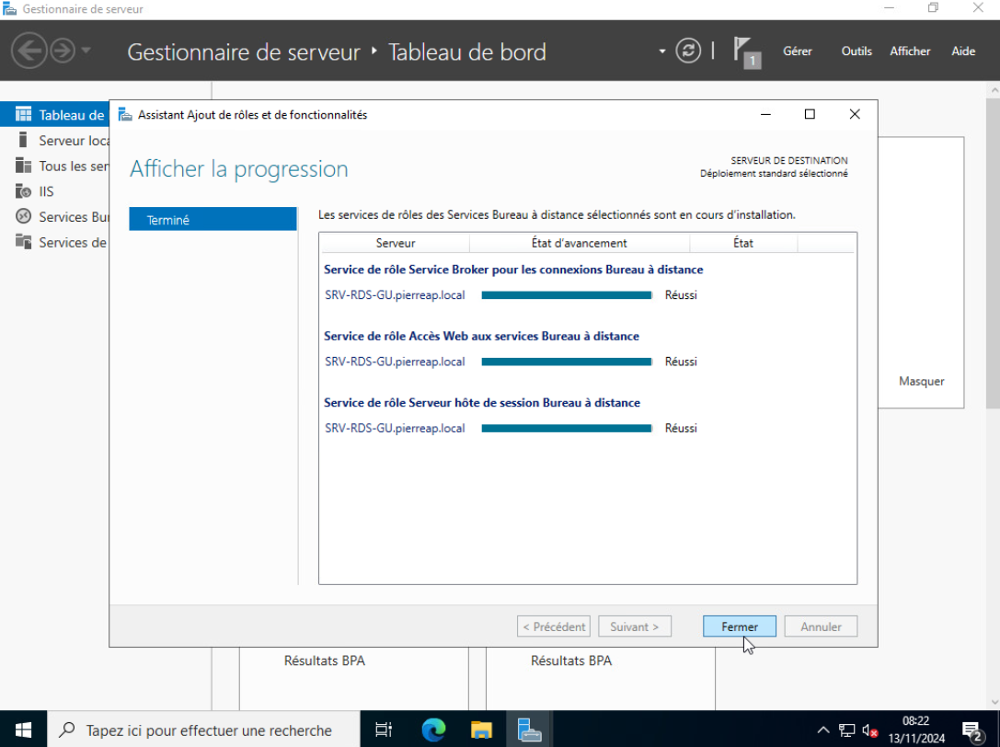 Gestionnaire de serveur
Gestionnaire de serveur ‣ Tableau de bord
1
Gérer
Outils
Afficher
Aide
Tableau de
Serveur loca
Tous les ser
IIS
Services Bu
Services de
Assistant Ajout de rôles et de fonctionnalités
Afficher la progression
SERVEUR DE DESTINATION
Déploiement standard sélectionné
Terminé
Les services de rôles des Services Bureau à distance sélectionnés sont en cours d'installation.
Serveur État d'avancement État
Service de rôle Service Broker pour les connexions Bureau à distance
SRV-RDS-GU.pierreap.local Réussi
Service de rôle Accès Web aux services Bureau à distance
SRV-RDS-GU.pierreap.local Réussi
Service de rôle Serveur hôte de session Bureau à distance
SRV-RDS-GU.pierreap.local Réussi
Masquer
< Précédent
Suivant >
Fermer
Annuler
Résultats BPA
Résultats BPA
Tapez ici pour effectuer une recherche
08:22
13/11/2024
2